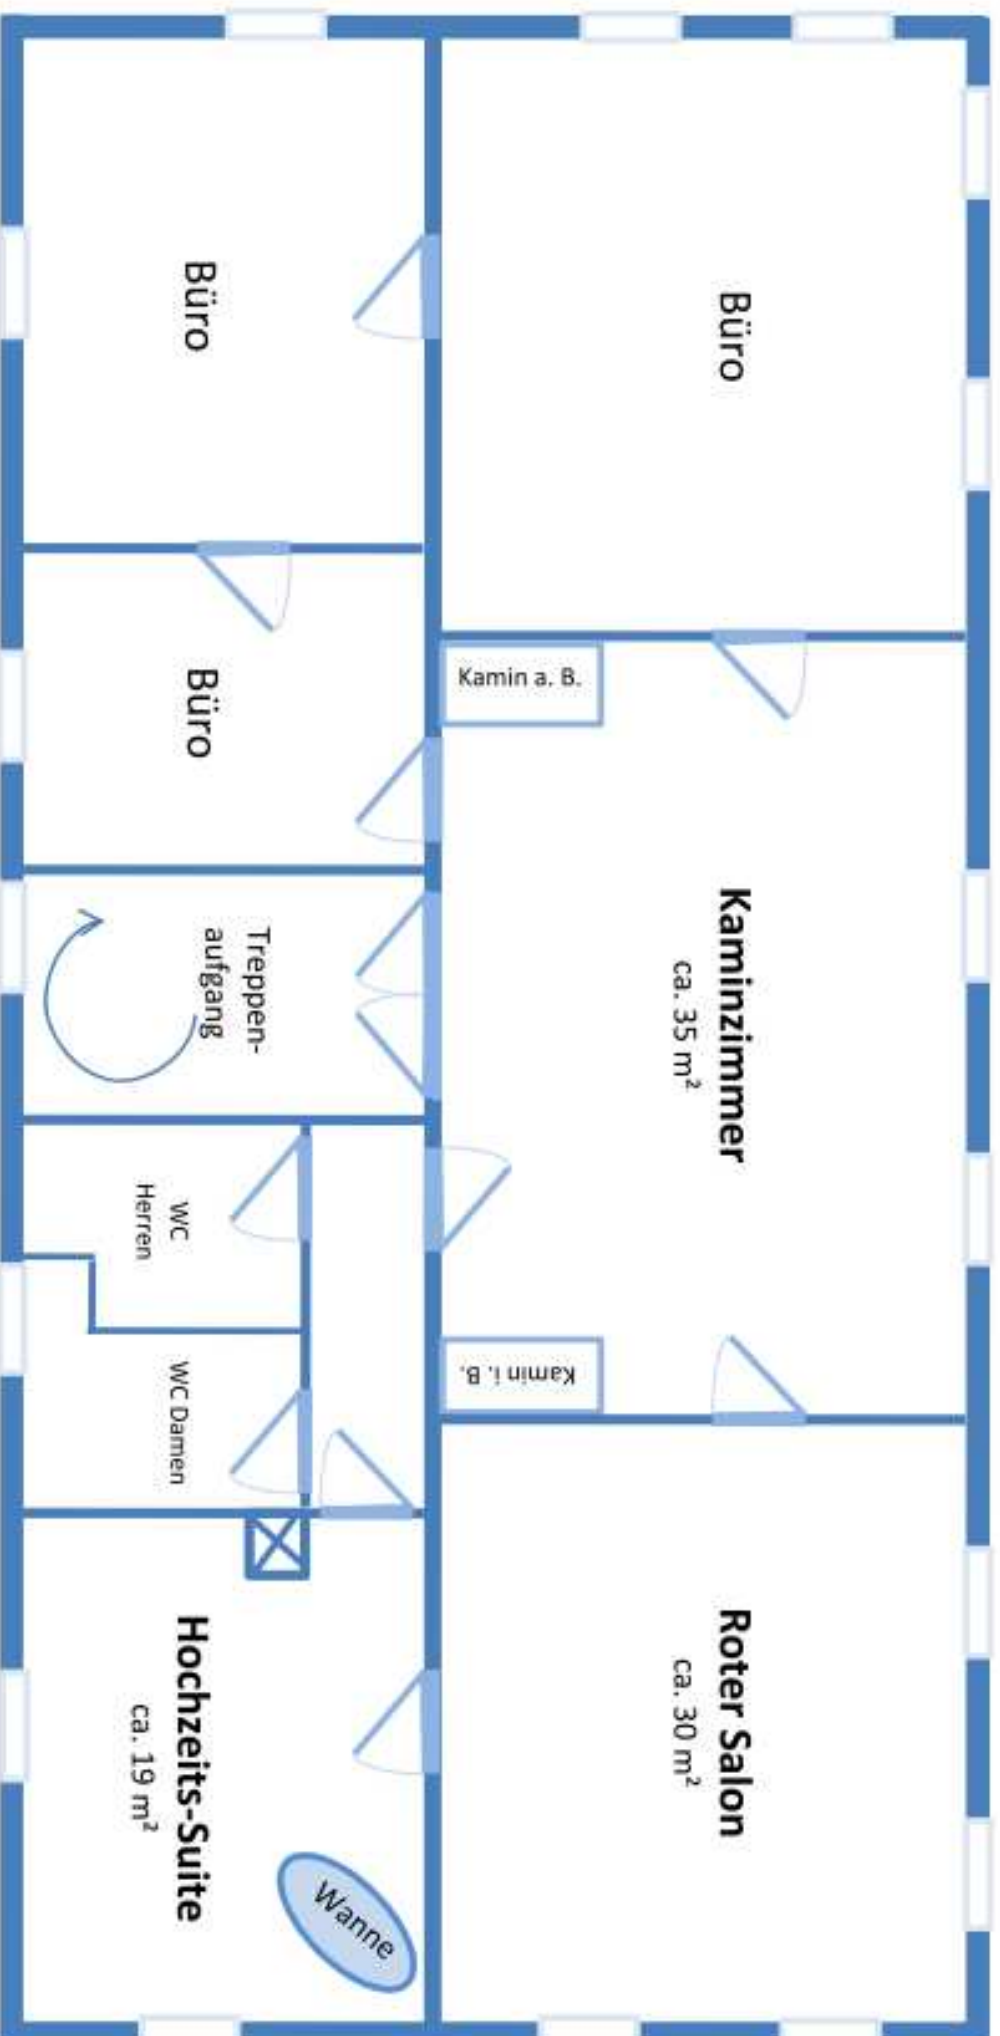 Büro
Kaminzimmer
ca. 35 m²
Roter Salon
ca. 30 m²
Kamin a. B.
Kamin i. B.
Büro
Büro
Treppen-
aufgang
WC
Herren
WC Damen
Hochzeits-Suite
ca. 19 m²
Wanne